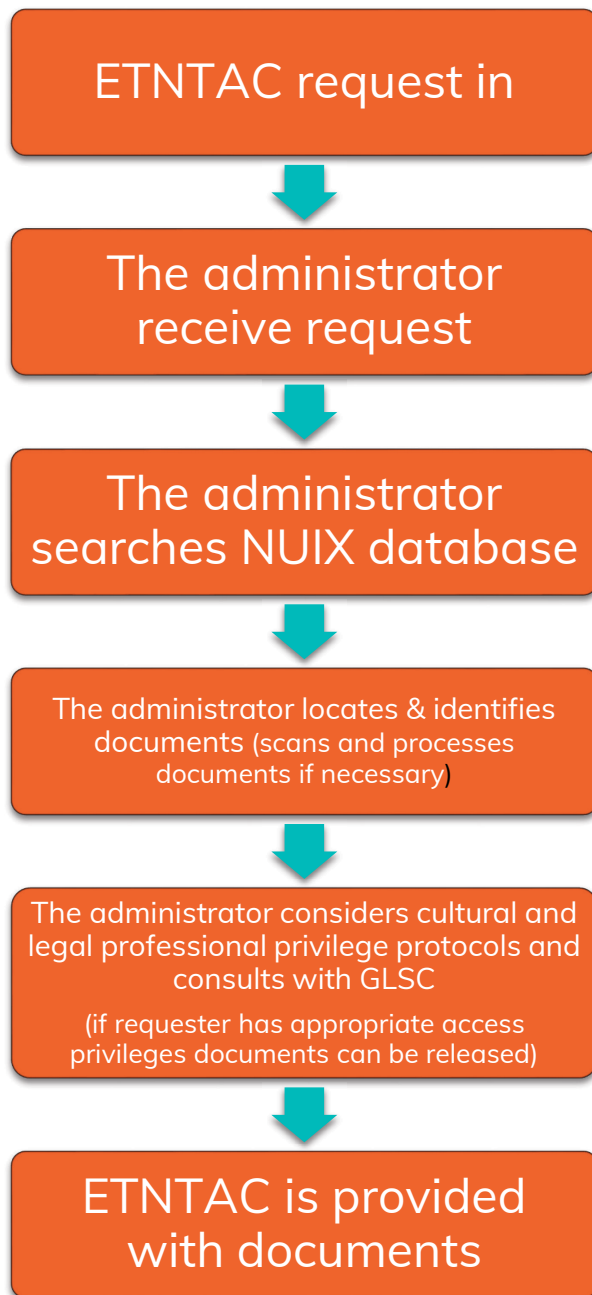 ETNTAC request in
The administrator
receive request
The administrator
searches NUIX database
The administrator locates & identifies
documents (scans and processes
documents if necessary)
The administrator considers cultural and
legal professional privilege protocols and
consults with GLSC
(if requester has appropriate access
privileges documents can be released)
ETNTAC is provided
with documents